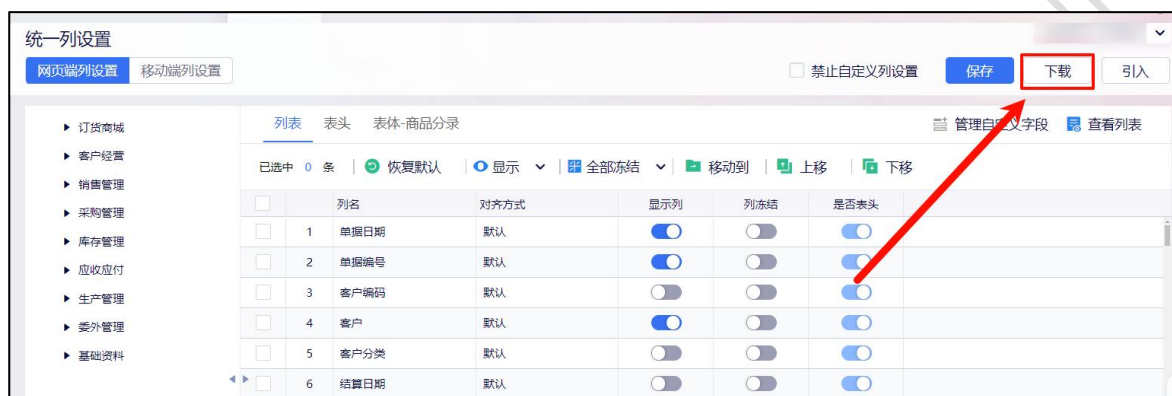 统一列设置
网页端列设置 移动端列设置
禁止自定义列设置 保存 下载 引入
订货商城
客户经营
销售管理
采购管理
库存管理
应收应付
生产管理
委外管理
基础资料
列表 表头 表体-商品分录
管理自定义字段 查看列表
已选中 0 条 恢复默认 显示 全部冻结 移动到 上移 下移
列名 对齐方式 显示列 列冻结 是否表头
1 单据日期 默认
2 单据编号 默认
3 客户编码 默认
4 客户 默认
5 客户分类 默认
6 结算日期 默认